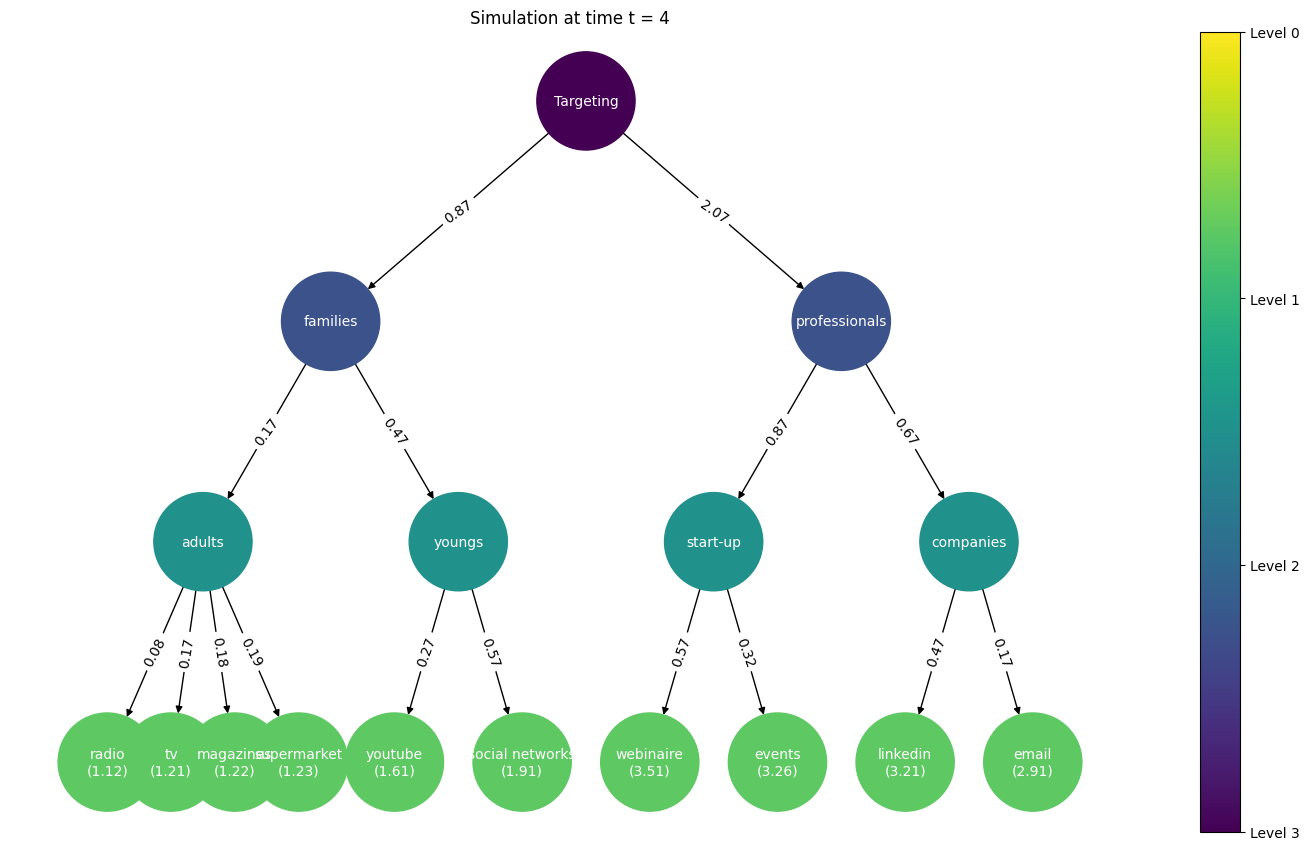 Simulation at time t = 4
Level 0
Targeting
0.87
2.07
Level 1
families
professionals
0.17
0.47
0.87
0.67
adults
youngs
start-up
companies
Level 2
0.08
0.17
0.18
0.19
0.27
0.57
0.57
0.32
0.47
0.17
radio
(1.12)
tv
(1.21)
magazines
(1.22)
supermarket
(1.23)
youtube
(1.61)
social networks
(1.91)
webinaire
(3.51)
events
(3.26)
linkedin
(3.21)
email
(2.91)
Level 3